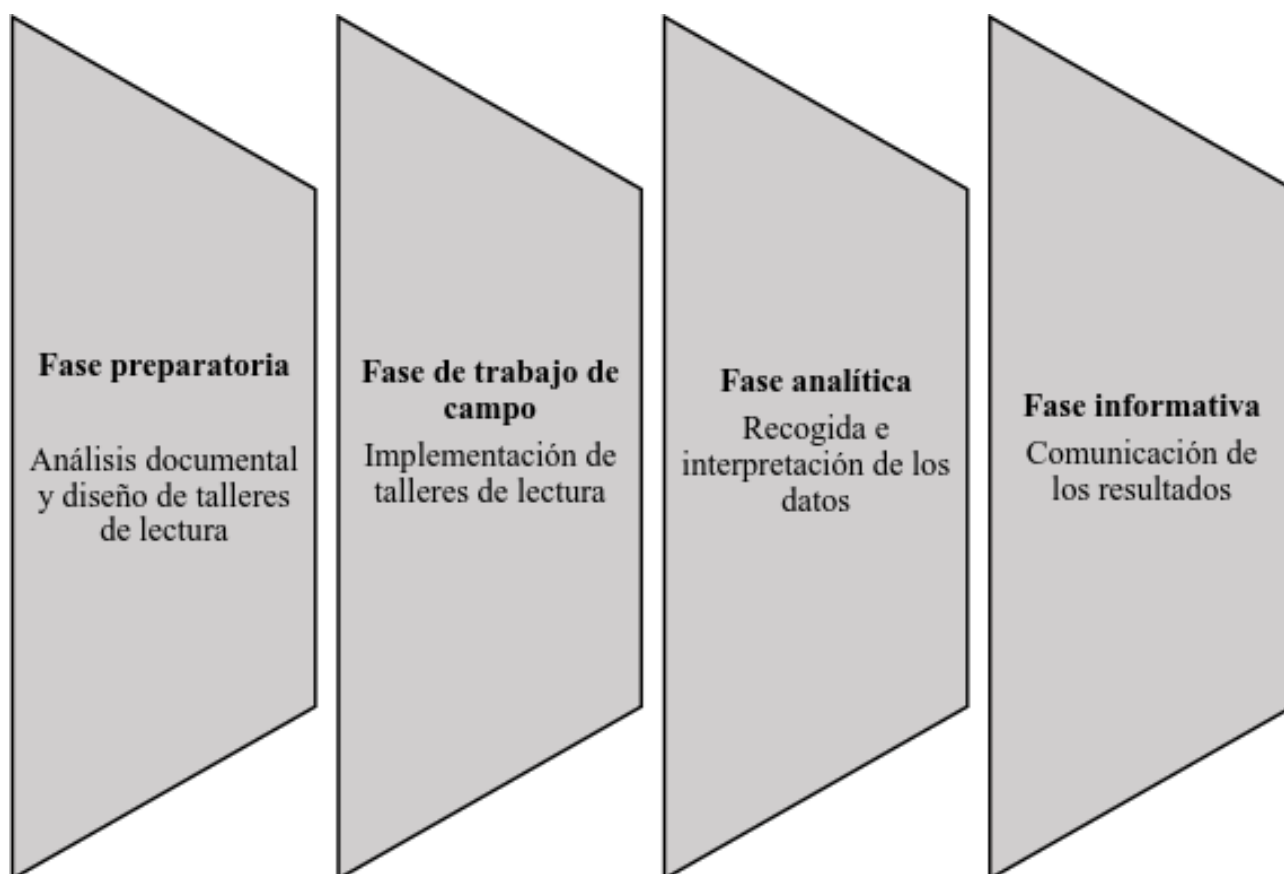 Fase preparatoria
Análisis documental
y diseño de talleres
de lectura
Fase de trabajo de
campo
Implementación de
talleres de lectura
Fase analítica
Recogida e
interpretación de los
datos
Fase informativa
Comunicación de
los resultados